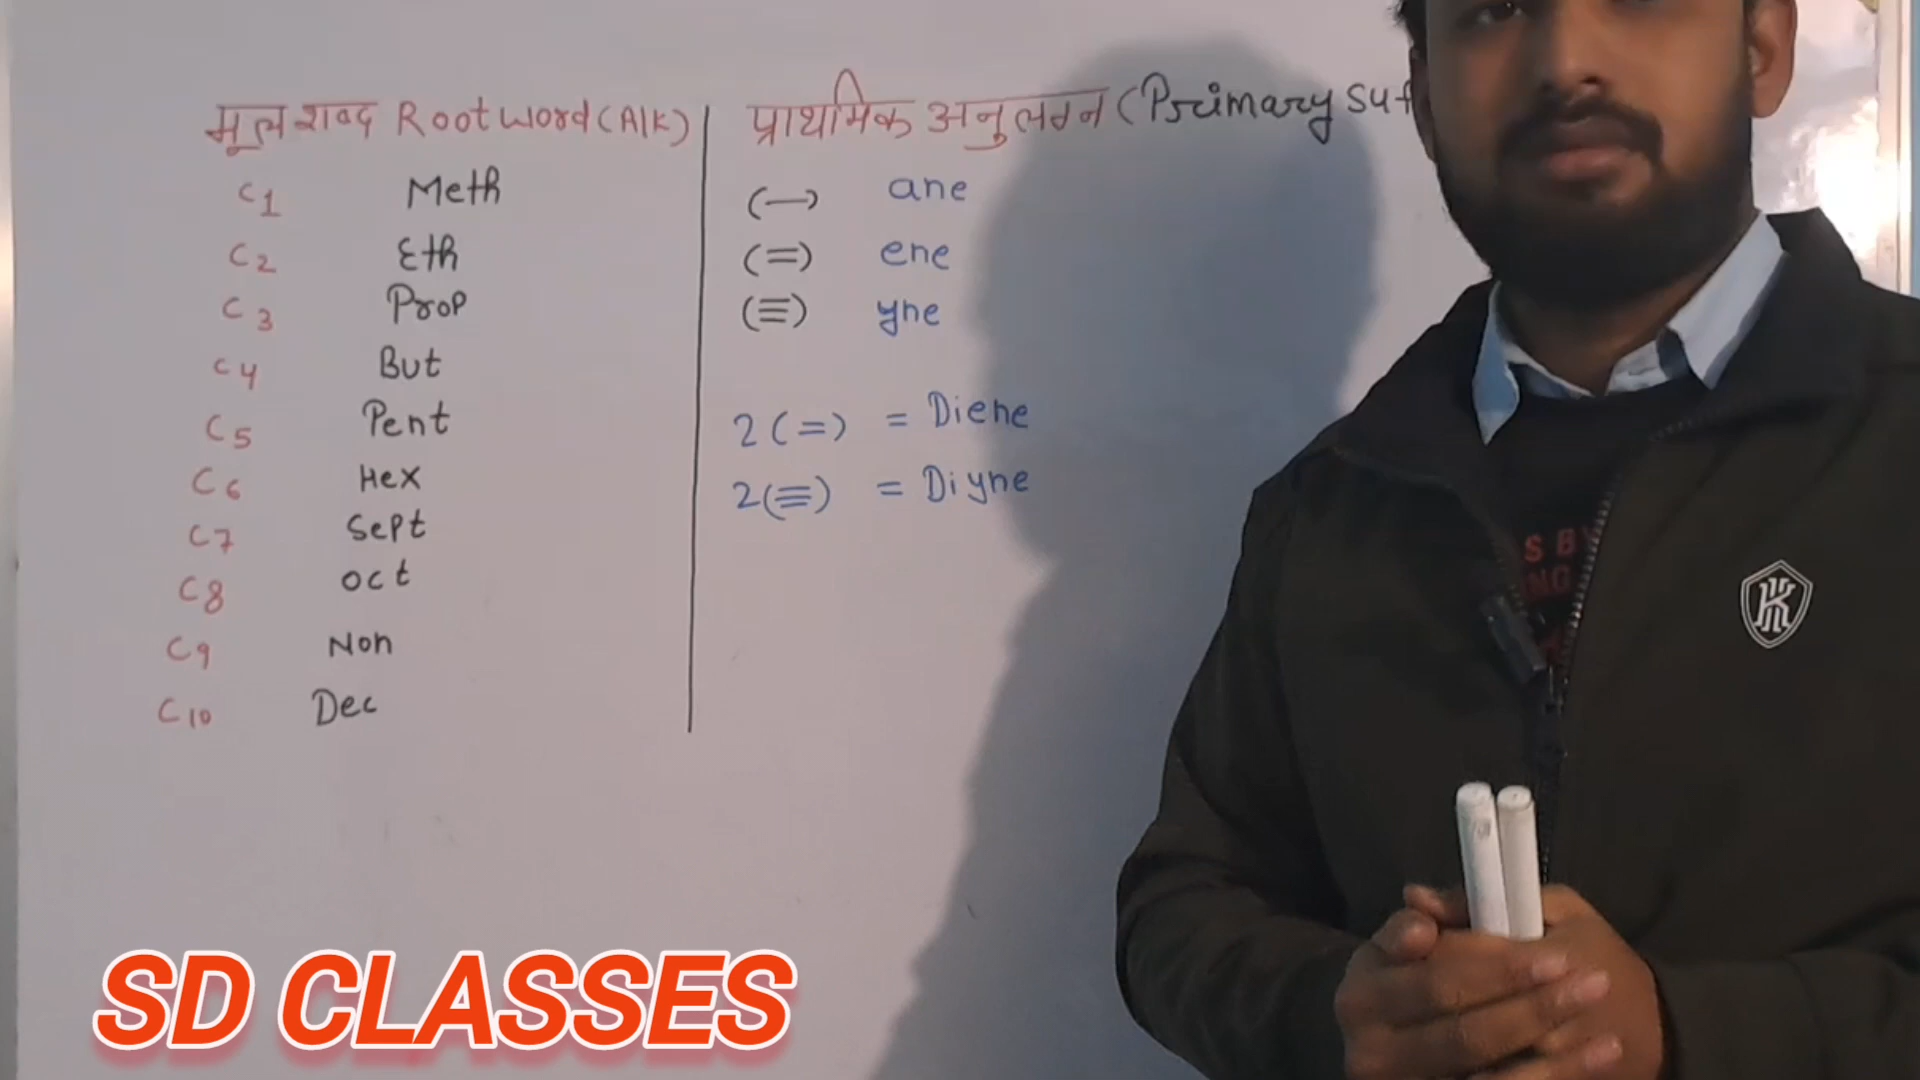 मूल शब्द Root word (Alk) प्राथमिक अनुलग्न (Primary suf
C1 Meth (—) ane
C2 Eth (=) ene
C3 Prop (≡) yne
C4 But
C5 Pent 2 (=) = Diene
C6 Hex 2(≡) = Diyne
C7 Sept
C8 oct
C9 Non
C10 Dec
S B
NG
K
SD CLASSES